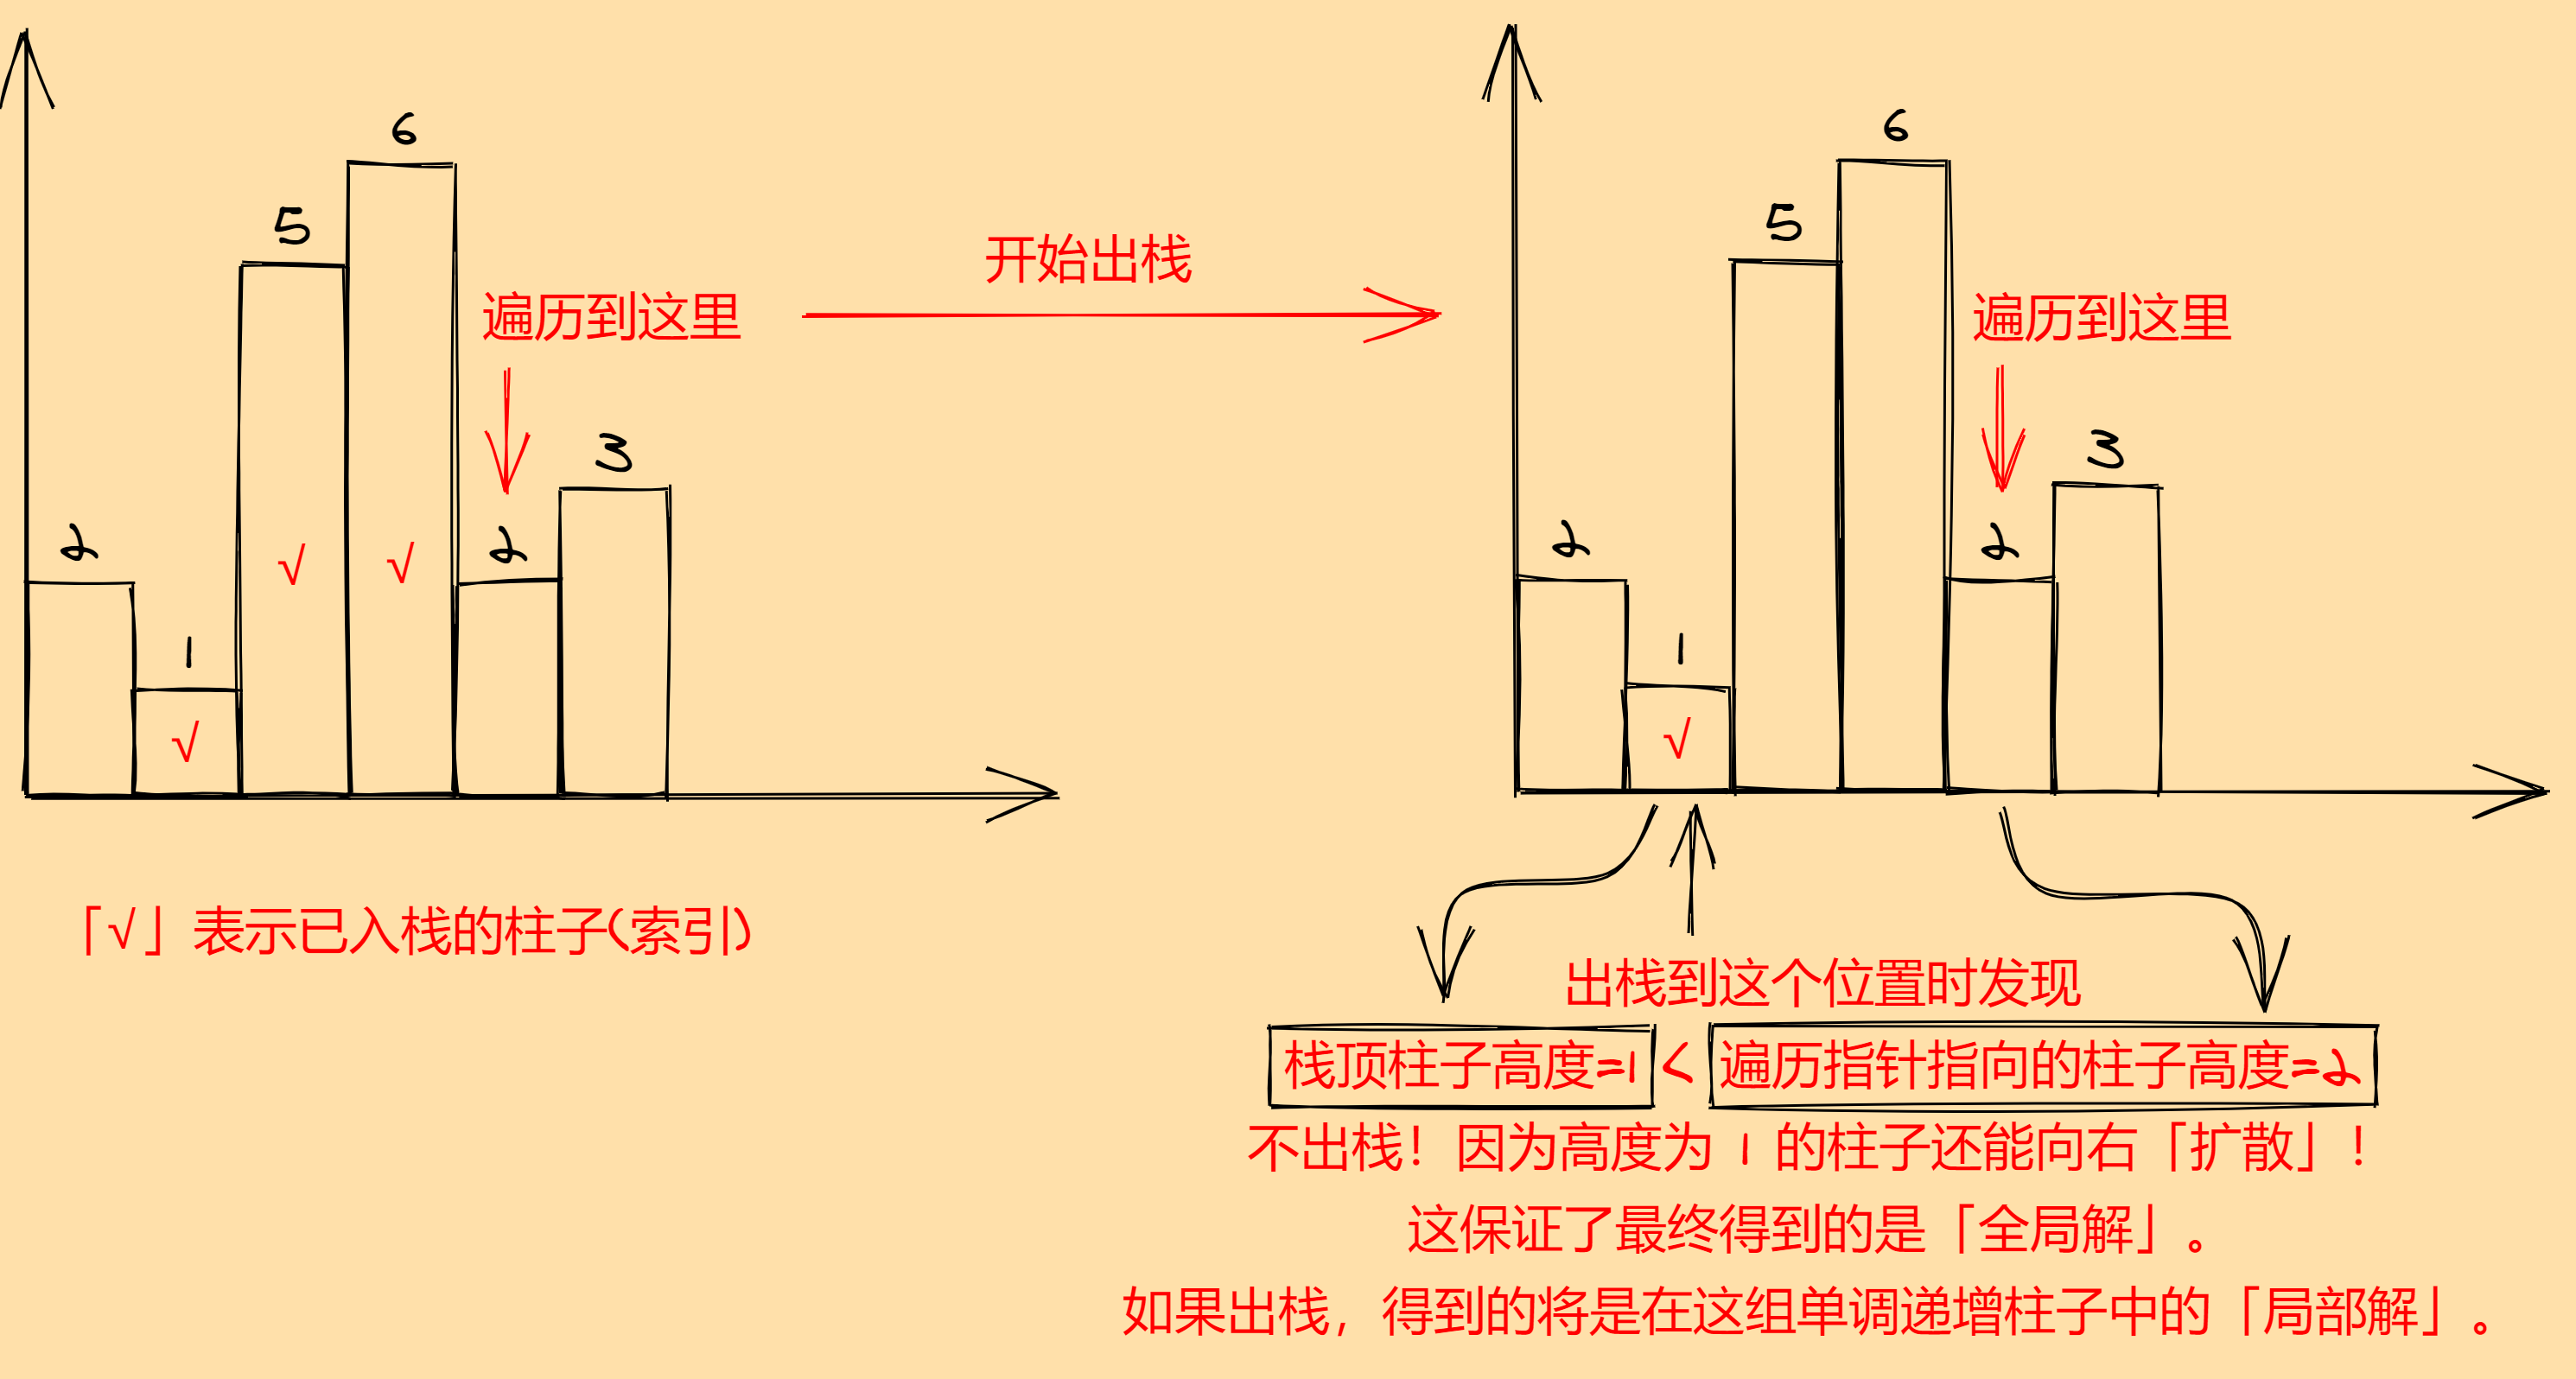 6
5
遍历到这里
3
2
2
1
√
√
√
「√」表示已入栈的柱子(索引)
开始出栈
6
5
遍历到这里
3
2
2
1
√
出栈到这个位置时发现
栈顶柱子高度=1 < 遍历指针指向的柱子高度=2
不出栈！因为高度为 1 的柱子还能向右「扩散」！
这保证了最终得到的是「全局解」。
如果出栈，得到的将是在这组单调递增柱子中的「局部解」。